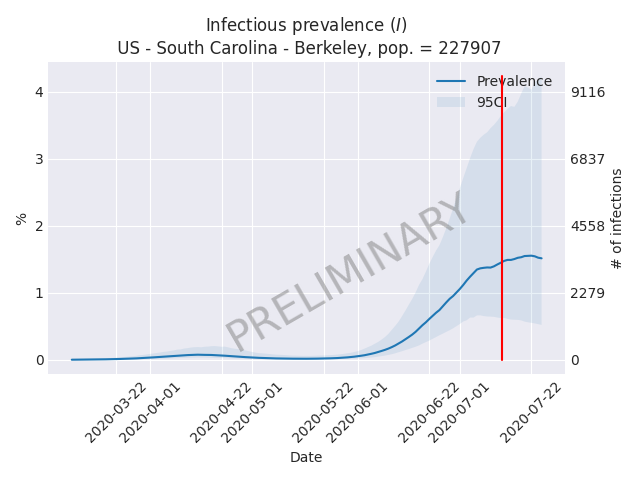 Infectious prevalence (I)
US - South Carolina - Berkeley, pop. = 227907
Prevalence
95CI
4
3
2
1
0
%
9116
6837
4558
2279
0
# of infections
PRELIMINARY
2020-03-22
2020-04-01
2020-04-22
2020-05-01
2020-05-22
2020-06-01
2020-06-22
2020-07-01
2020-07-22
Date